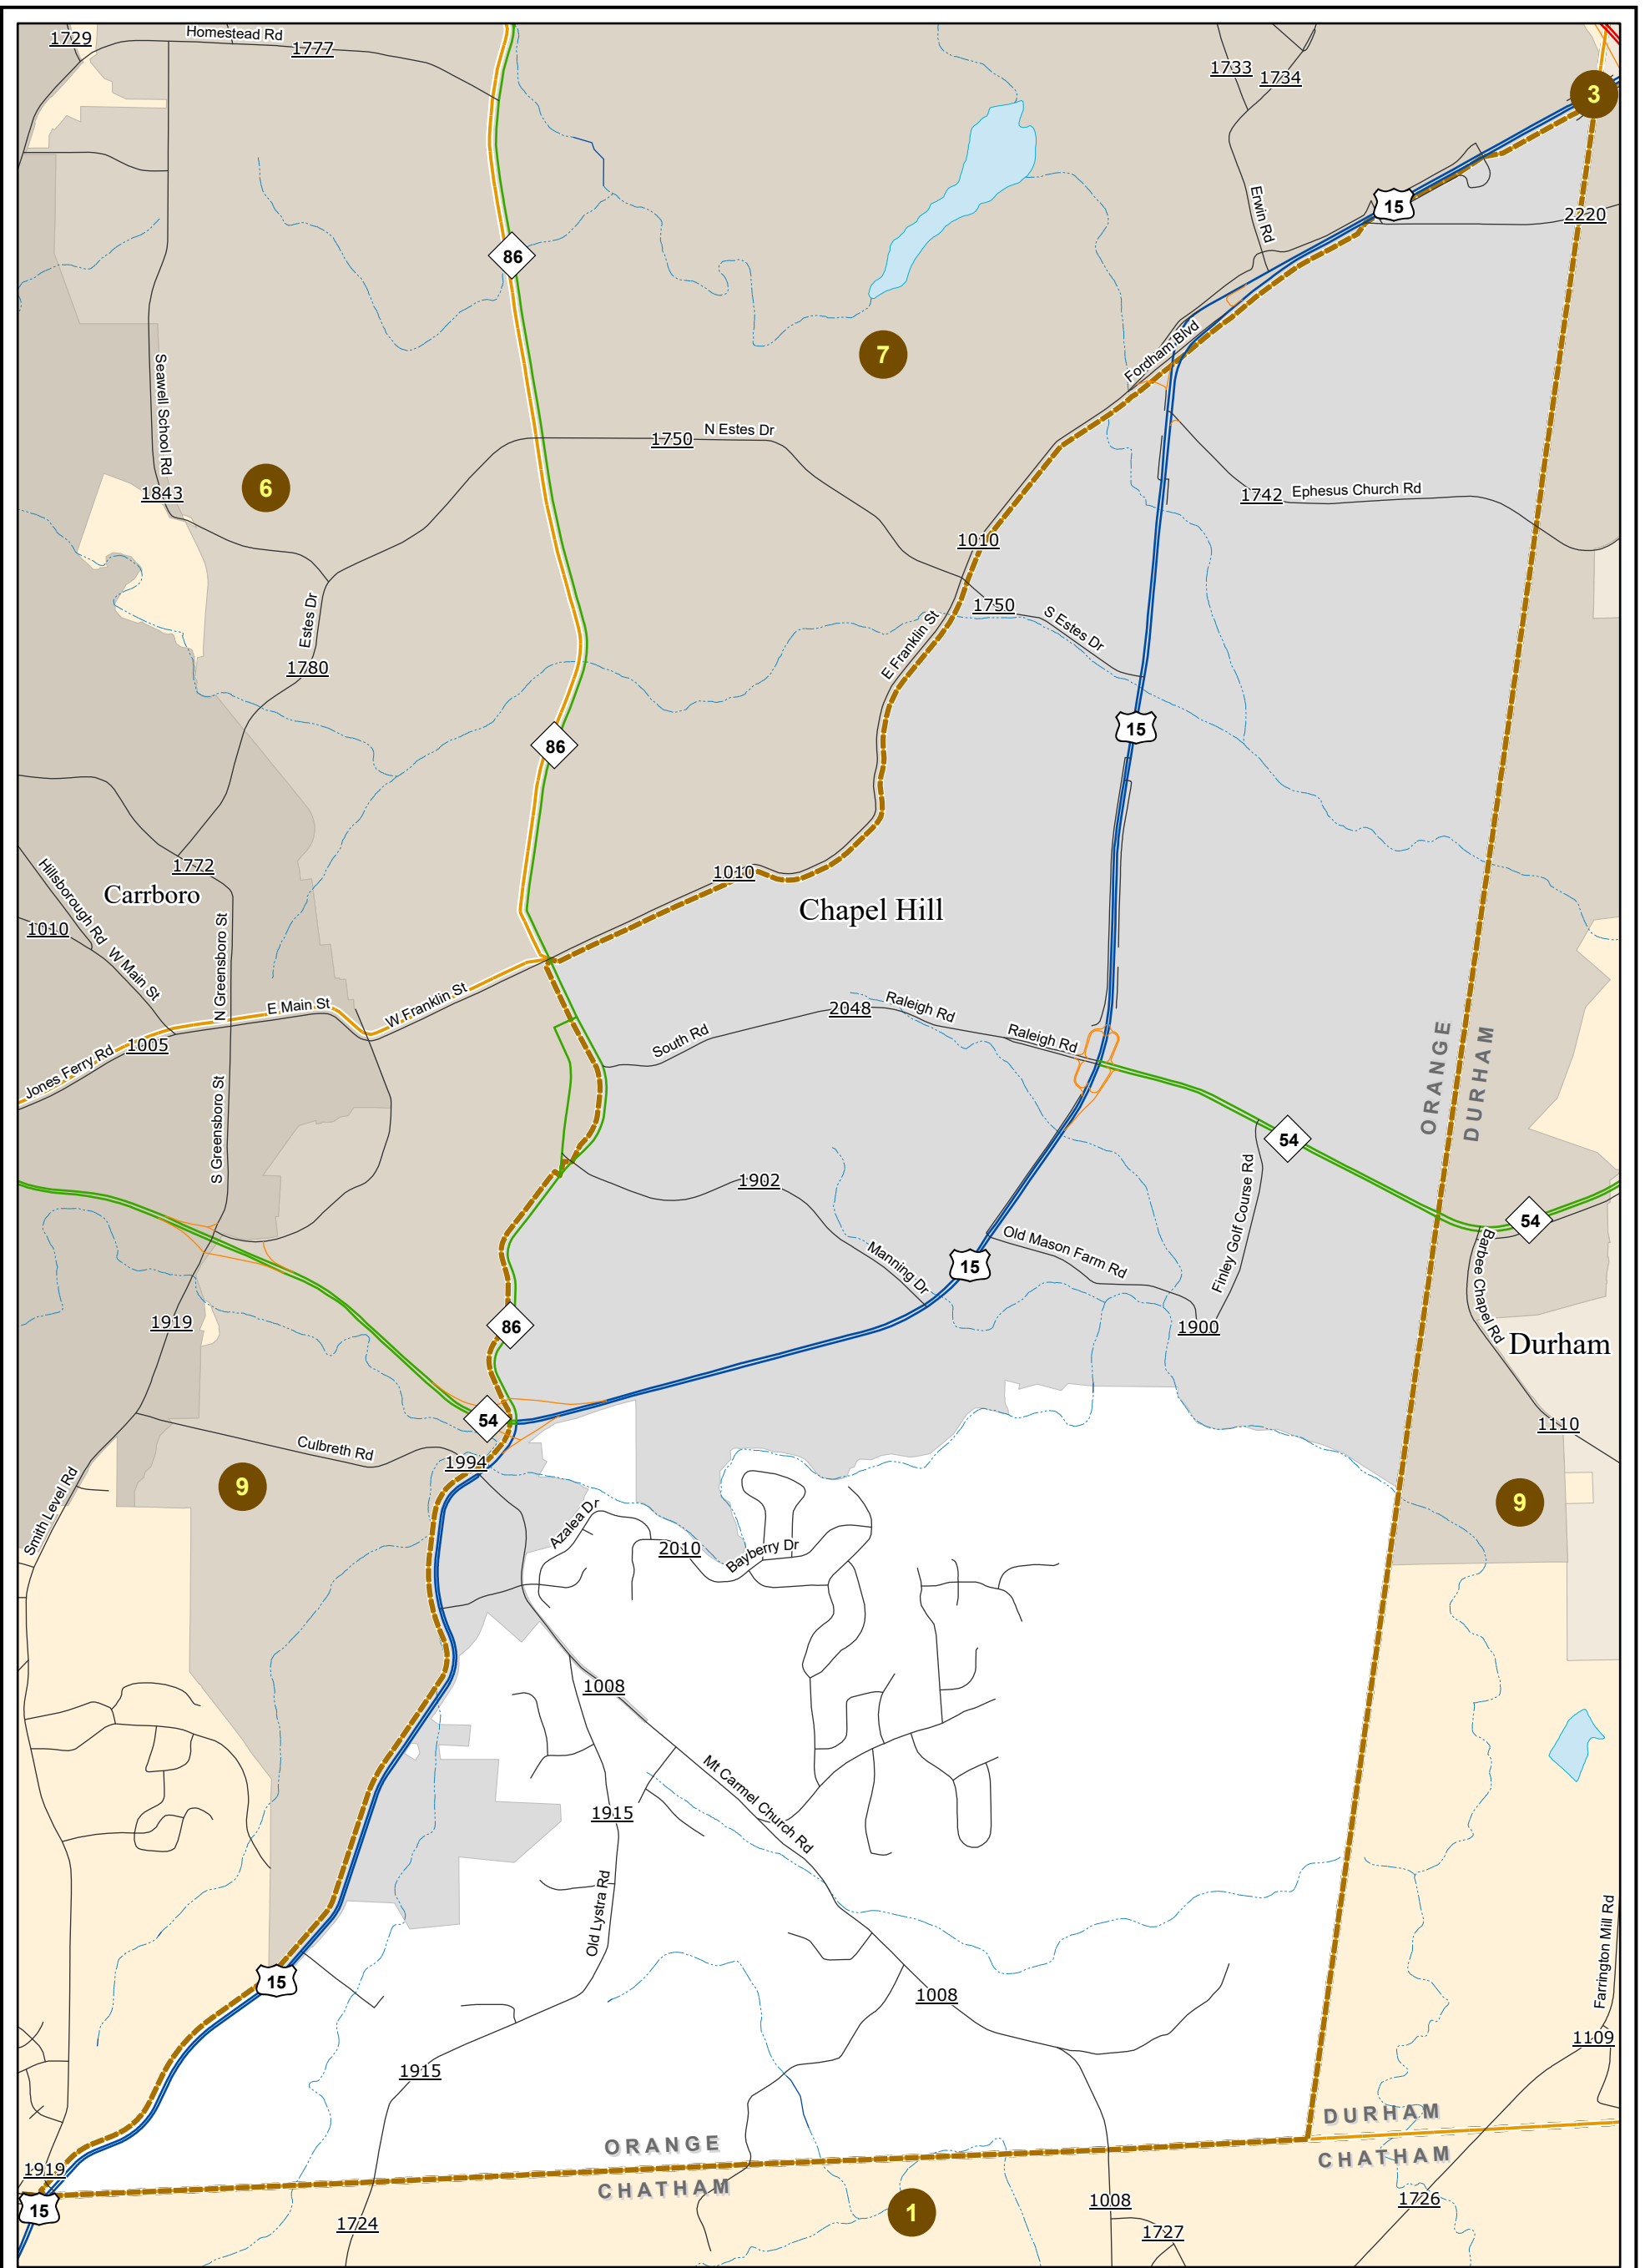 1729
Homestead Rd
1777
1733
1734
3
15
2220
Erwin Rd
86
7
Fordham Blvd
Seawell School Rd
1750
N Estes Dr
6
1843
1742
Ephesus Church Rd
1010
1750
S Estes Dr
Estes Dr
E Franklin St
1780
15
86
1772
1010
Carrboro
Hillsborough Rd
Chapel Hill
1010
W Main St
N Greensboro St
E Main St
W Franklin St
2048
Raleigh Rd
Raleigh Rd
South Rd
1005
Jones Ferry Rd
ORANGE
DURHAM
S Greensboro St
54
1902
Finley Golf Course Rd
54
Manning Dr
15
Old Mason Farm Rd
Barbee Chapel Rd
1919
86
1900
Durham
54
1110
Culbreth Rd
1994
9
9
Smith Level Rd
Azalea Dr
2010
Bayberry Dr
1008
Mt Carmel Church Rd
1915
Old Lystra Rd
15
1008
Farrington Mill Rd
1109
1915
DURHAM
ORANGE
CHATHAM
1919
CHATHAM
15
1724
1
1008
1727
1726